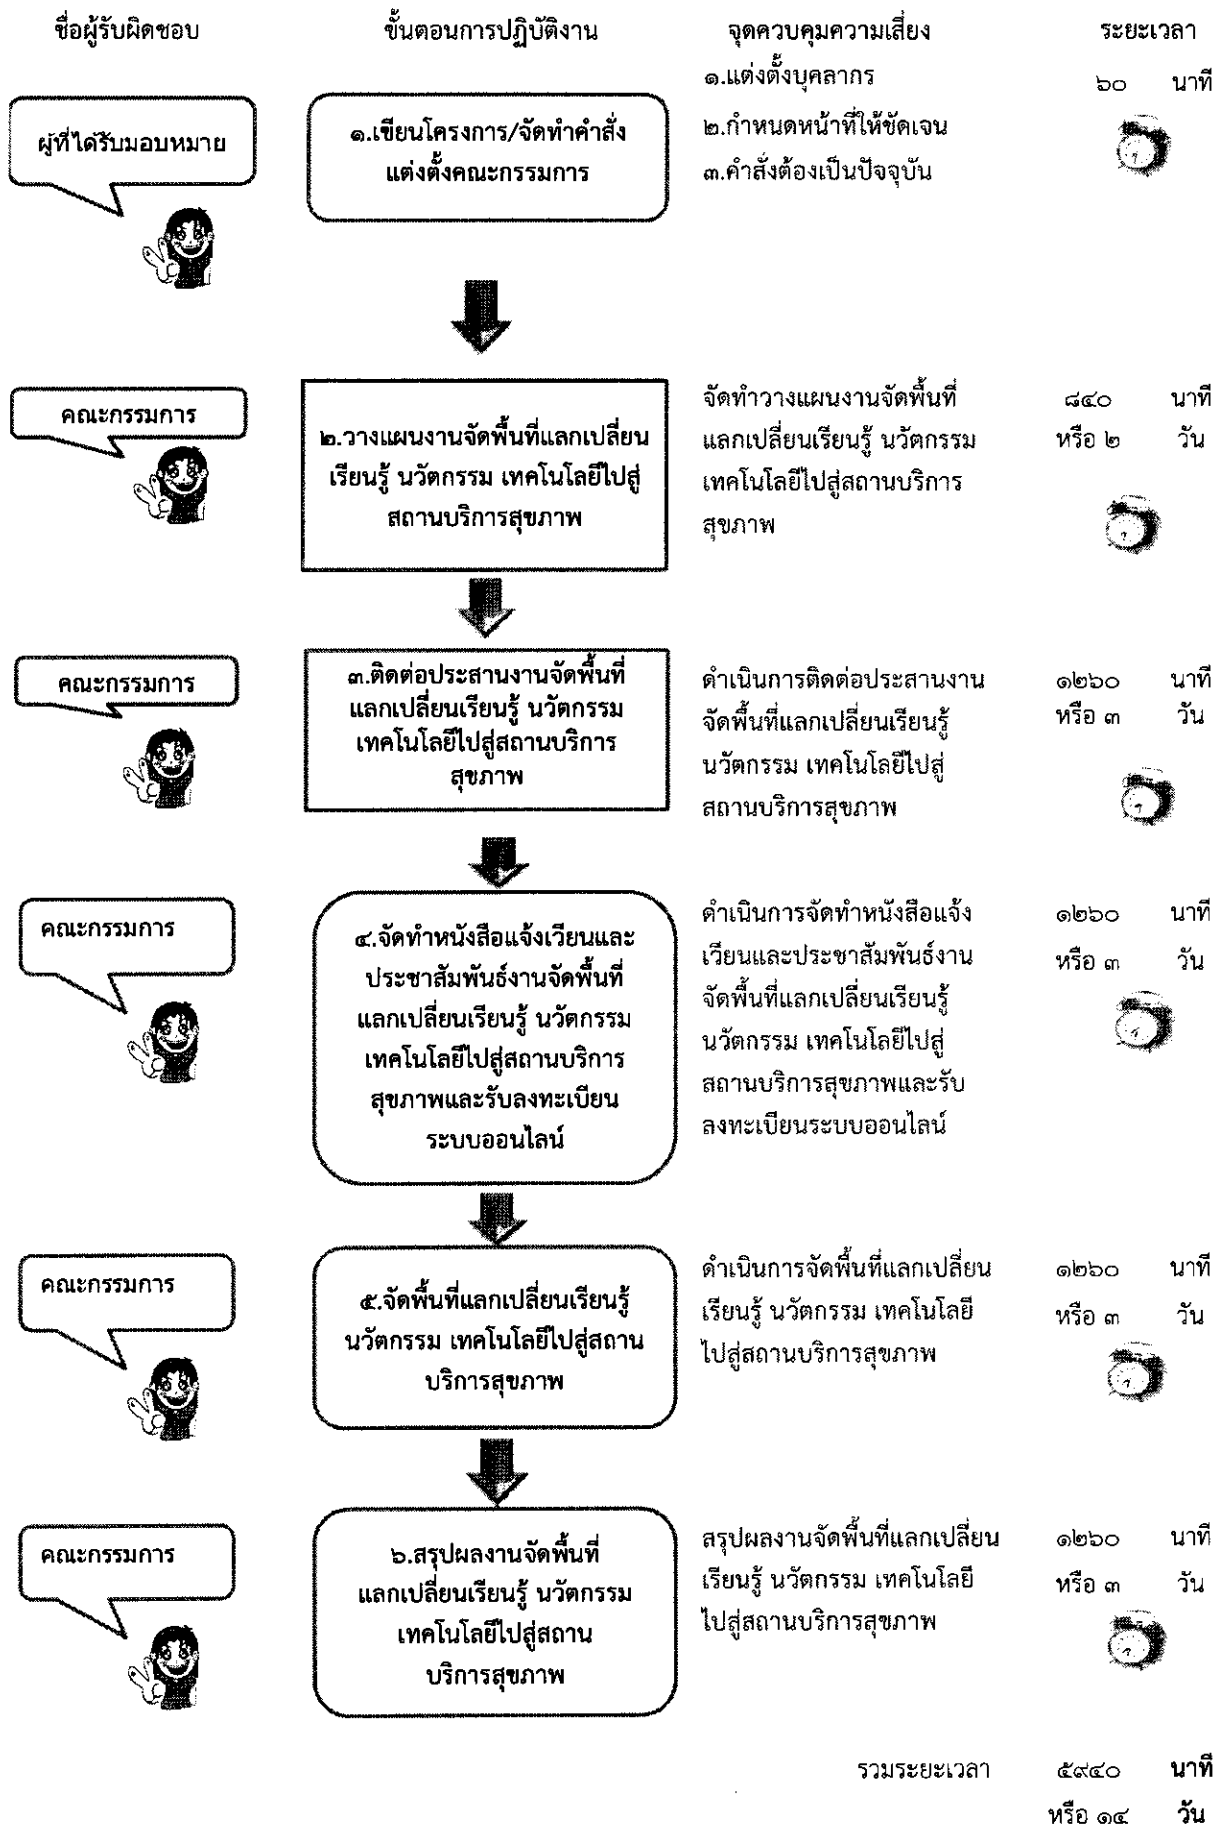 ชื่อผู้รับผิดชอบ ขั้นตอนการปฏิบัติงาน จุดควบคุมความเสี่ยง ระยะเวลา
ผู้ที่ได้รับมอบหมาย
๑.เขียนโครงการ/จัดทำคำสั่ง
แต่งตั้งคณะกรรมการ
๑.แต่งตั้งบุคลากร
๒.กำหนดหน้าที่ให้ชัดเจน
๓.คำสั่งต้องเป็นปัจจุบัน
๖๐ นาที
คณะกรรมการ
๒.วางแผนงานจัดพื้นที่แลกเปลี่ยน
เรียนรู้ นวัตกรรม เทคโนโลยีไปสู่
สถานบริการสุขภาพ
จัดทำวางแผนงานจัดพื้นที่
แลกเปลี่ยนเรียนรู้ นวัตกรรม
เทคโนโลยีไปสู่สถานบริการ
สุขภาพ
๘๔๐ นาที
หรือ ๒ วัน
คณะกรรมการ
๓.ติดต่อประสานงานจัดพื้นที่
แลกเปลี่ยนเรียนรู้ นวัตกรรม
เทคโนโลยีไปสู่สถานบริการ
สุขภาพ
ดำเนินการติดต่อประสานงาน
จัดพื้นที่แลกเปลี่ยนเรียนรู้
นวัตกรรม เทคโนโลยีไปสู่
สถานบริการสุขภาพ
๑๒๖๐ นาที
หรือ ๓ วัน
คณะกรรมการ
๔.จัดทำหนังสือแจ้งเวียนและ
ประชาสัมพันธ์งานจัดพื้นที่
แลกเปลี่ยนเรียนรู้ นวัตกรรม
เทคโนโลยีไปสู่สถานบริการ
สุขภาพและรับลงทะเบียน
ระบบออนไลน์
ดำเนินการจัดทำหนังสือแจ้ง
เวียนและประชาสัมพันธ์งาน
จัดพื้นที่แลกเปลี่ยนเรียนรู้
นวัตกรรม เทคโนโลยีไปสู่
สถานบริการสุขภาพและรับ
ลงทะเบียนระบบออนไลน์
๑๒๖๐ นาที
หรือ ๓ วัน
คณะกรรมการ
๕.จัดพื้นที่แลกเปลี่ยนเรียนรู้
นวัตกรรม เทคโนโลยีไปสู่สถาน
บริการสุขภาพ
ดำเนินการจัดพื้นที่แลกเปลี่ยน
เรียนรู้ นวัตกรรม เทคโนโลยี
ไปสู่สถานบริการสุขภาพ
๑๒๖๐ นาที
หรือ ๓ วัน
คณะกรรมการ
๖.สรุปผลงานจัดพื้นที่
แลกเปลี่ยนเรียนรู้ นวัตกรรม
เทคโนโลยีไปสู่สถาน
บริการสุขภาพ
สรุปผลงานจัดพื้นที่แลกเปลี่ยน
เรียนรู้ นวัตกรรม เทคโนโลยี
ไปสู่สถานบริการสุขภาพ
๑๒๖๐ นาที
หรือ ๓ วัน
รวมระยะเวลา ๕๙๔๐ นาที
หรือ ๑๔ วัน